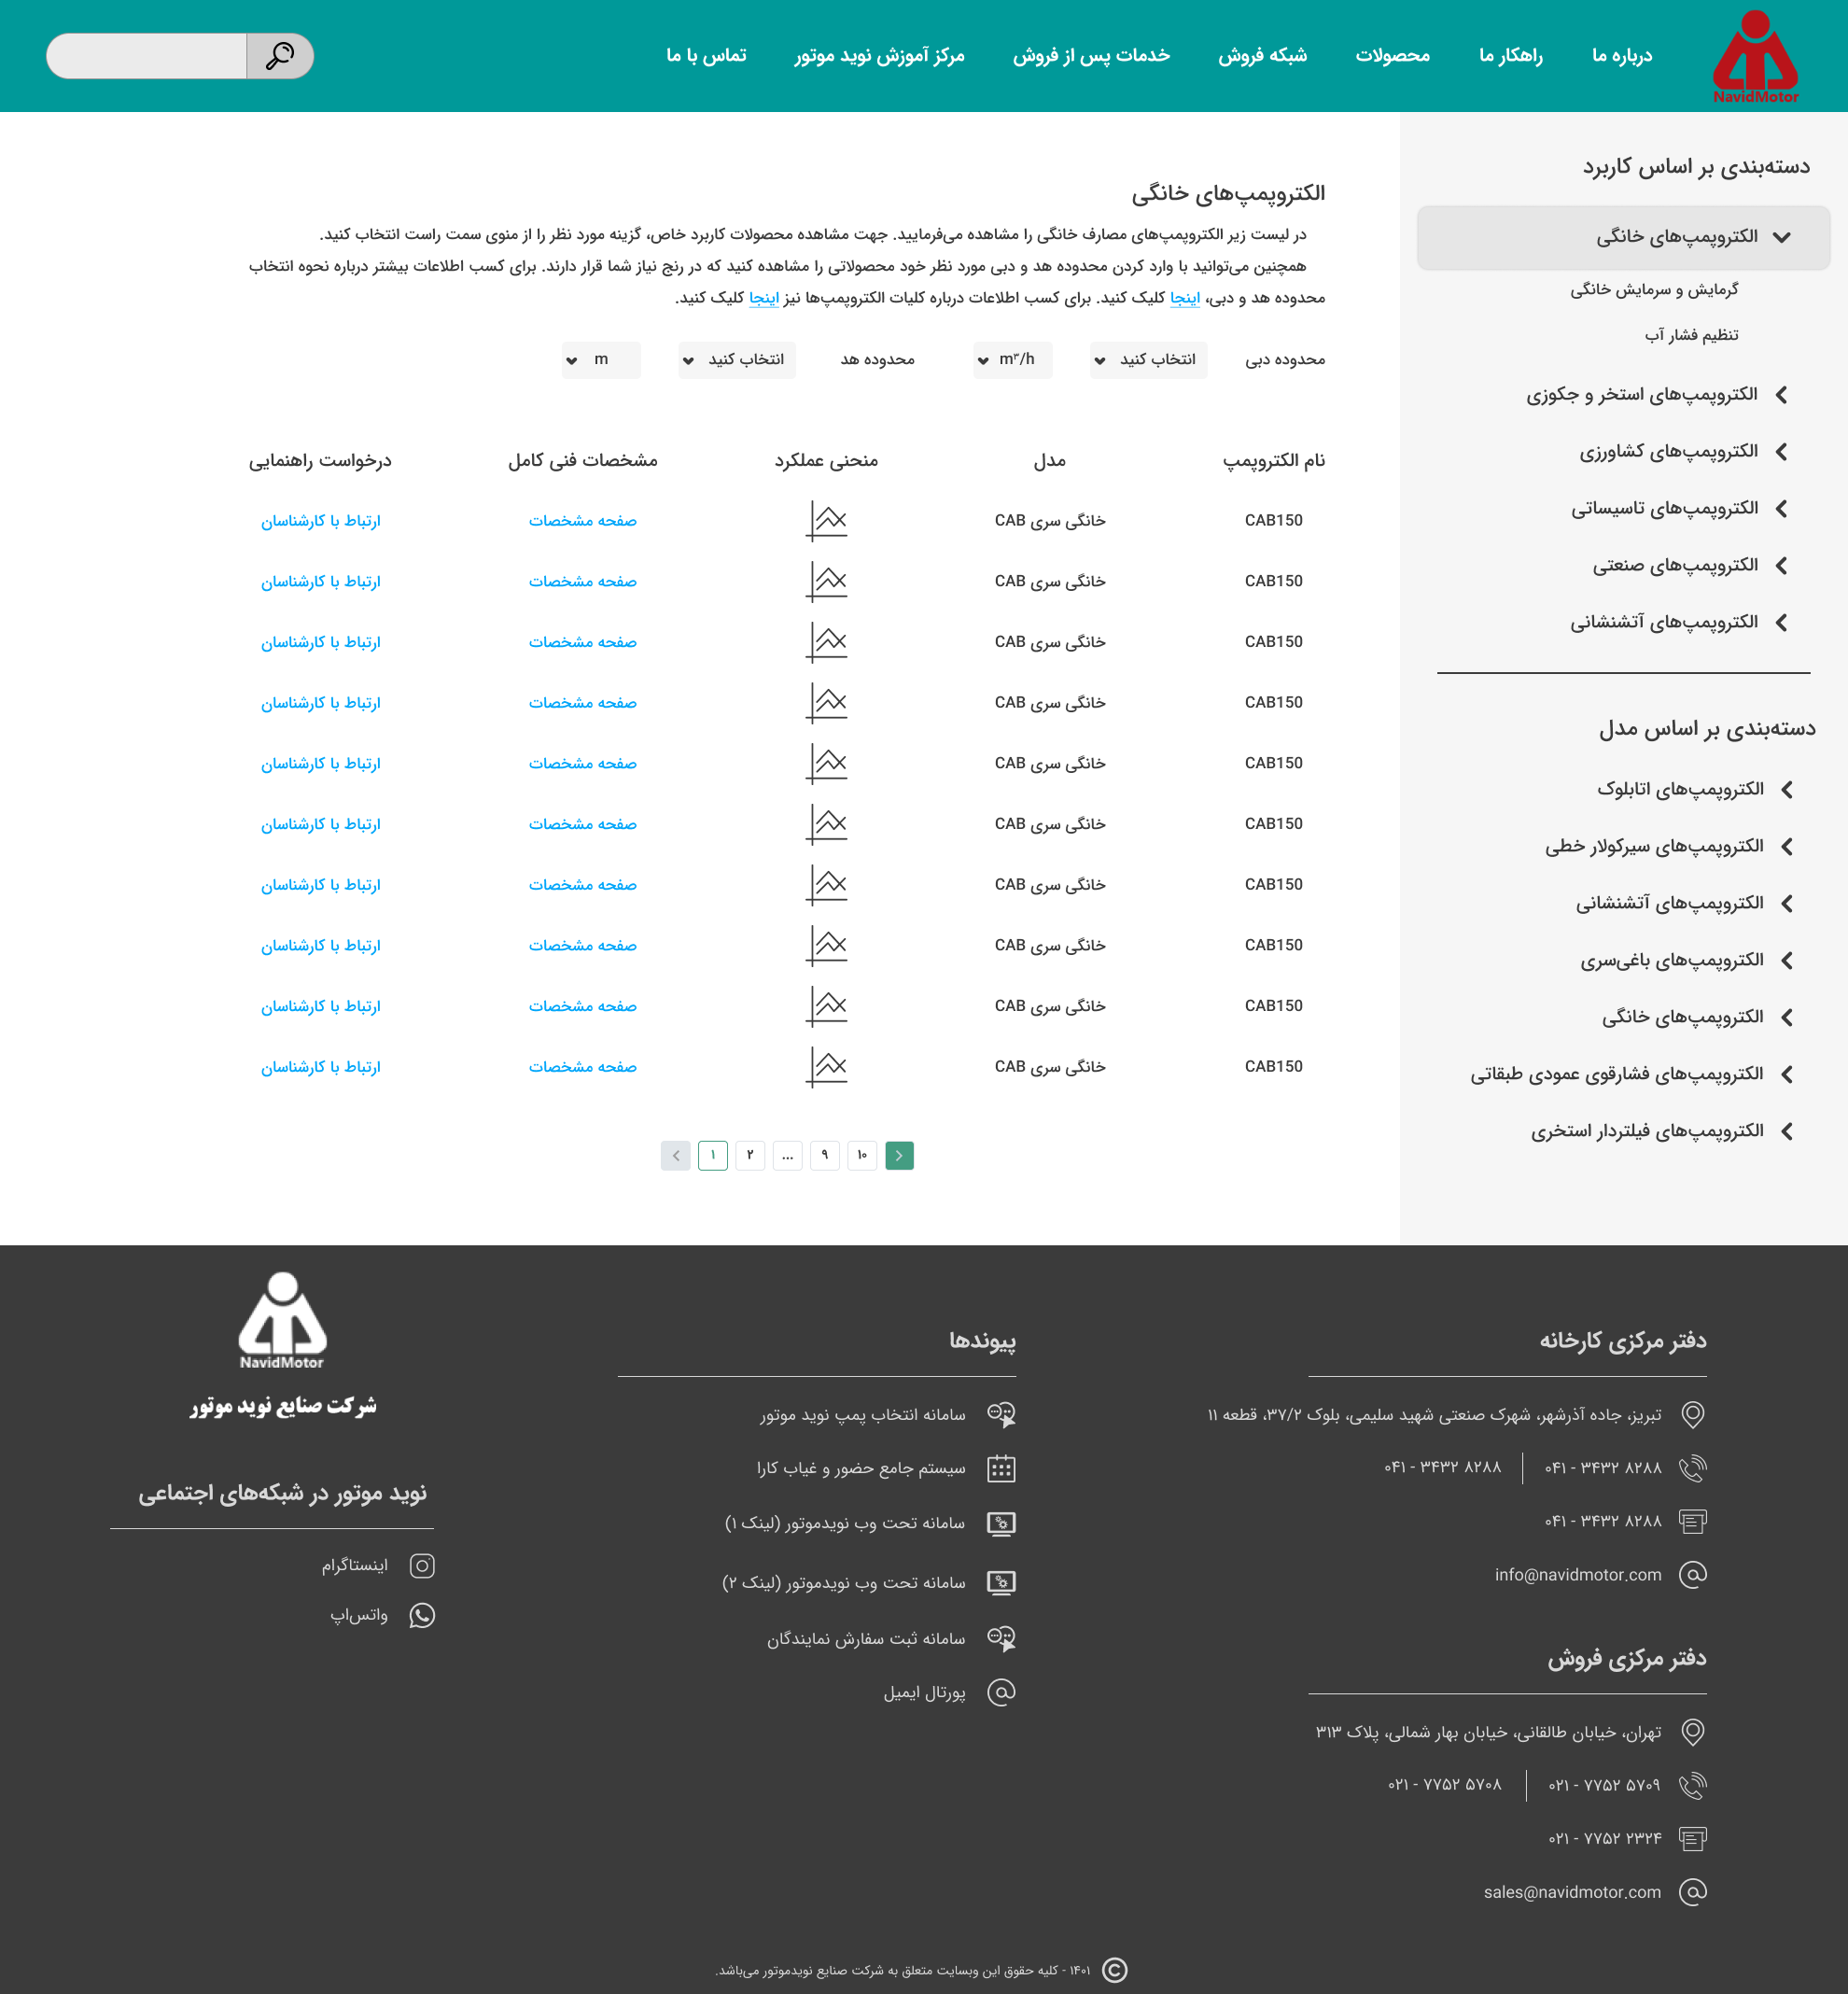 NavidMotor
درباره ما
راهکار ما
محصولات
شبکه فروش
خدمات پس از فروش
مرکز آموزش نوید موتور
تماس با ما
دسته‌بندی بر اساس کاربرد
الکتروپمپ‌های خانگی
گرمایش و سرمایش خانگی
تنظیم فشار آب
الکتروپمپ‌های استخر و جکوزی
الکتروپمپ‌های کشاورزی
الکتروپمپ‌های تاسیساتی
الکتروپمپ‌های صنعتی
الکتروپمپ‌های آتشنشانی
دسته‌بندی بر اساس مدل
الکتروپمپ‌های اتابلوک
الکتروپمپ‌های سیرکولار خطی
الکتروپمپ‌های آتشنشانی
الکتروپمپ‌های باغی‌سری
الکتروپمپ‌های خانگی
الکتروپمپ‌های فشارقوی عمودی طبقاتی
الکتروپمپ‌های فیلتردار استخری
الکتروپمپ‌های خانگی
در لیست زیر الکتروپمپ‌های مصارف خانگی را مشاهده می‌فرمایید. جهت مشاهده محصولات کاربرد خاص، گزینه مورد نظر را از منوی سمت راست انتخاب کنید.
همچنین می‌توانید با وارد کردن محدوده هد و دبی مورد نظر خود محصولاتی را مشاهده کنید که در رنج نیاز شما قرار دارند. برای کسب اطلاعات بیشتر درباره نحوه انتخاب
محدوده هد و دبی، اینجا کلیک کنید. برای کسب اطلاعات درباره کلیات الکتروپمپ‌ها نیز اینجا کلیک کنید.
محدوده دبی انتخاب کنید m³/h محدوده هد انتخاب کنید m
نام الکتروپمپ مدل منحنی عملکرد مشخصات فنی کامل درخواست راهنمایی
CAB150 خانگی سری CAB صفحه مشخصات ارتباط با کارشناسان
CAB150 خانگی سری CAB صفحه مشخصات ارتباط با کارشناسان
CAB150 خانگی سری CAB صفحه مشخصات ارتباط با کارشناسان
CAB150 خانگی سری CAB صفحه مشخصات ارتباط با کارشناسان
CAB150 خانگی سری CAB صفحه مشخصات ارتباط با کارشناسان
CAB150 خانگی سری CAB صفحه مشخصات ارتباط با کارشناسان
CAB150 خانگی سری CAB صفحه مشخصات ارتباط با کارشناسان
CAB150 خانگی سری CAB صفحه مشخصات ارتباط با کارشناسان
CAB150 خانگی سری CAB صفحه مشخصات ارتباط با کارشناسان
CAB150 خانگی سری CAB صفحه مشخصات ارتباط با کارشناسان
۱۰ ۹ ... ۲ ۱
دفتر مرکزی کارخانه
تبریز، جاده آذرشهر، شهرک صنعتی شهید سلیمی، بلوک ۳۷/۲، قطعه ۱۱
۰۴۱ - ۳۴۳۲ ۸۲۸۸ ۰۴۱ - ۳۴۳۲ ۸۲۸۸
۰۴۱ - ۳۴۳۲ ۸۲۸۸
info@navidmotor.com
دفتر مرکزی فروش
تهران، خیابان طالقانی، خیابان بهار شمالی، پلاک ۳۱۳
۰۲۱ - ۷۷۵۲ ۵۷۰۹ ۰۲۱ - ۷۷۵۲ ۵۷۰۸
۰۲۱ - ۷۷۵۲ ۲۳۲۴
sales@navidmotor.com
پیوندها
سامانه انتخاب پمپ نوید موتور
سیستم جامع حضور و غیاب کارا
سامانه تحت وب نویدموتور (لینک ۱)
سامانه تحت وب نویدموتور (لینک ۲)
سامانه ثبت سفارش نمایندگان
پورتال ایمیل
NavidMotor
شرکت صنایع نوید موتور
نوید موتور در شبکه‌های اجتماعی
اینستاگرام
واتس‌اپ
۱۴۰۱ - کلیه حقوق این وبسایت متعلق به شرکت صنایع نویدموتور می‌باشد.